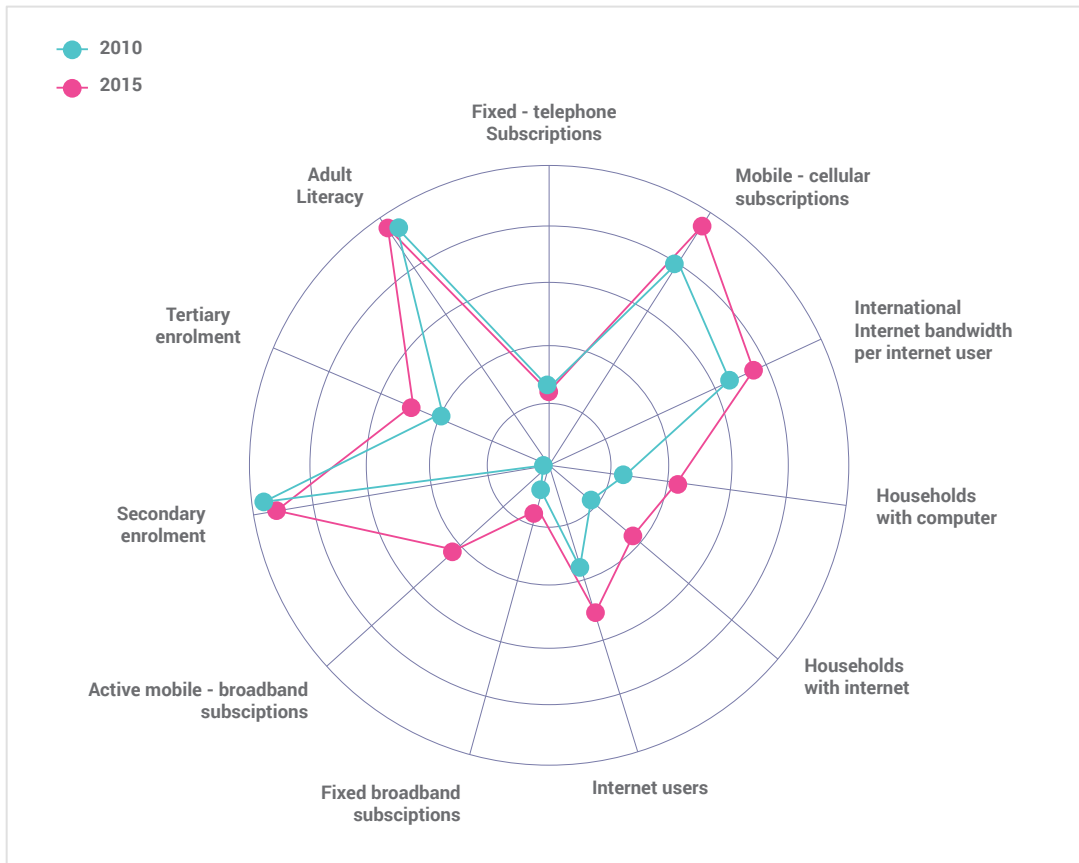 2010
2015
Fixed - telephone
Subscriptions
Mobile - cellular
subscriptions
International
Internet bandwidth
per internet user
Households
with computer
Households
with internet
Internet users
Fixed broadband
subsciptions
Active mobile - broadband
subsciptions
Secondary
enrolment
Tertiary
enrolment
Adult
Literacy